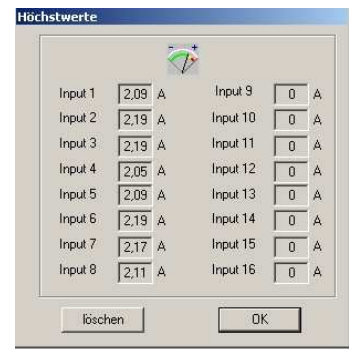 Höchstwerte
- +
Input 1 2,09 A Input 9 0 A
Input 2 2,19 A Input 10 0 A
Input 3 2,19 A Input 11 0 A
Input 4 2,05 A Input 12 0 A
Input 5 2,09 A Input 13 0 A
Input 6 2,19 A Input 14 0 A
Input 7 2,17 A Input 15 0 A
Input 8 2,11 A Input 16 0 A
löschen OK